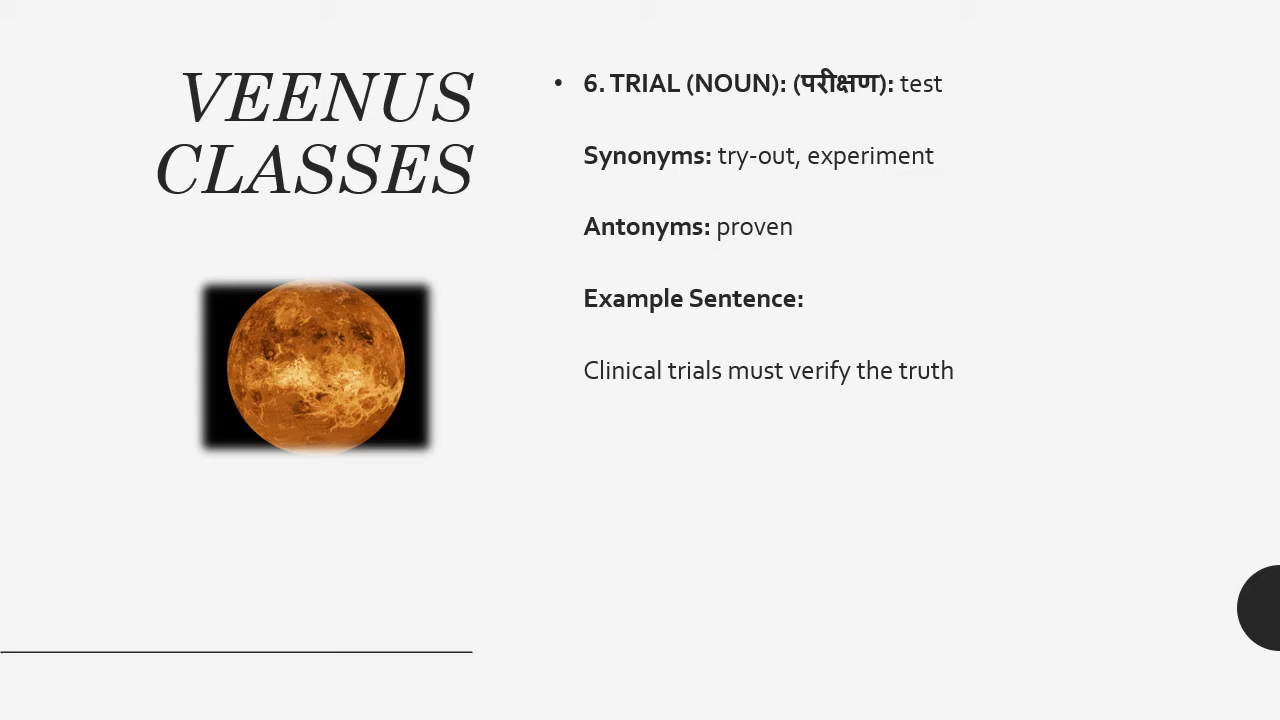 VEENUS
CLASSES
• 6. TRIAL (NOUN): (परीक्षण): test
Synonyms: try-out, experiment
Antonyms: proven
Example Sentence:
Clinical trials must verify the truth